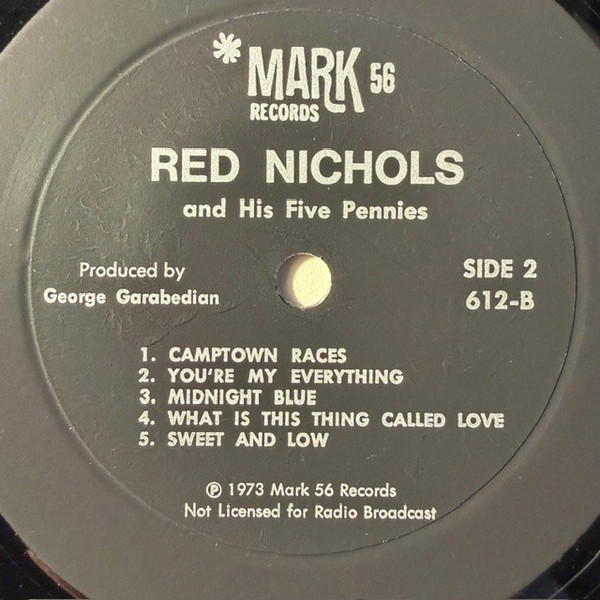 *MARK 56
RECORDS
RED NICHOLS
and His Five Pennies
Produced by
George Garabedian
SIDE 2
612-B
1. CAMPTOWN RACES
2. YOU'RE MY EVERYTHING
3. MIDNIGHT BLUE
4. WHAT IS THIS THING CALLED LOVE
5. SWEET AND LOW
℗ 1973 Mark 56 Records
Not Licensed for Radio Broadcast